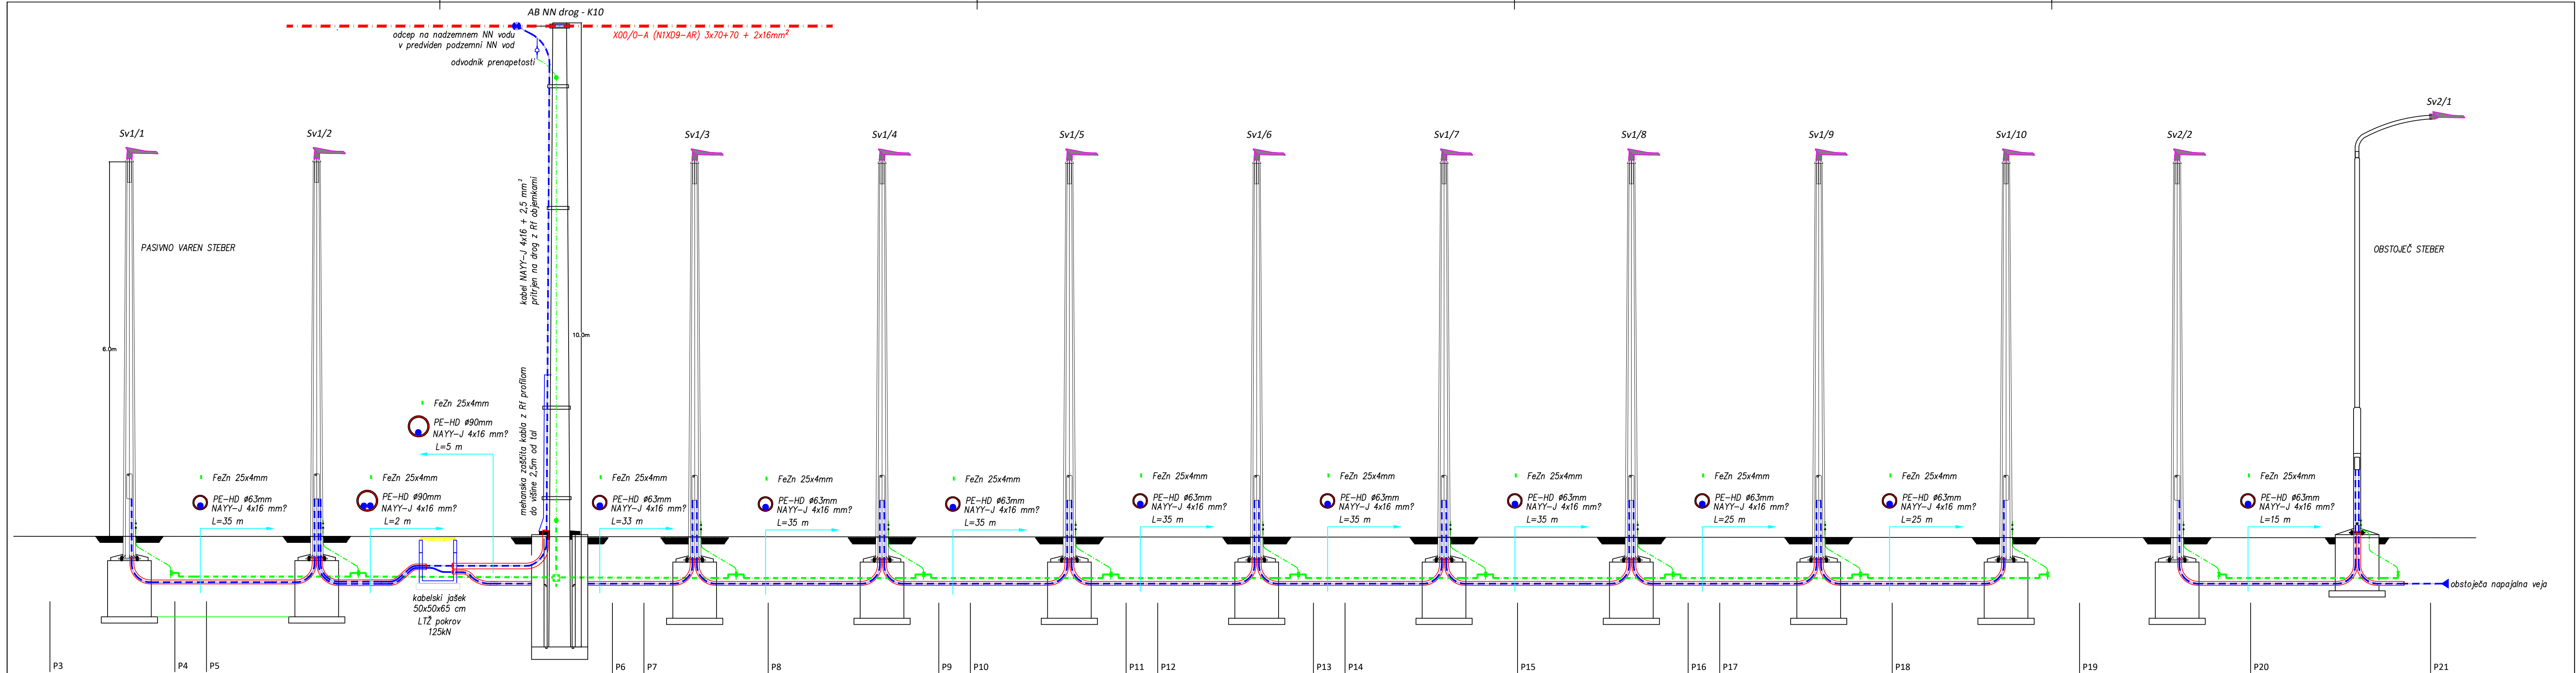 AB NN drog - K10
odcep na nadzemnem NN vodu
v predviden podzemni NN vod
X00/0-A (N1XD9-AR) 3x70+70 + 2x16mm²
odvodnik prenapetosti
Sv1/1
Sv1/2
Sv1/3
Sv1/4
Sv1/5
Sv1/6
Sv1/7
Sv1/8
Sv1/9
Sv1/10
Sv2/2
Sv2/1
PASIVNO VAREN STEBER
OBSTOJEČ STEBER
kabel NAYY-J 4x16 + 2,5 mm²
pritrjen na drog z Rf objemkami
6.0m
10.0m
mehanska zaščita kabla z Rf profilom
do višine 2,5m od tal
FeZn 25x4mm
PE-HD ø90mm
NAYY-J 4x16 mm?
L=5 m
FeZn 25x4mm
PE-HD ø63mm
NAYY-J 4x16 mm?
L=35 m
FeZn 25x4mm
PE-HD ø90mm
NAYY-J 4x16 mm?
L=2 m
FeZn 25x4mm
PE-HD ø63mm
NAYY-J 4x16 mm?
L=33 m
FeZn 25x4mm
PE-HD ø63mm
NAYY-J 4x16 mm?
L=35 m
FeZn 25x4mm
PE-HD ø63mm
NAYY-J 4x16 mm?
L=35 m
FeZn 25x4mm
PE-HD ø63mm
NAYY-J 4x16 mm?
L=35 m
FeZn 25x4mm
PE-HD ø63mm
NAYY-J 4x16 mm?
L=35 m
FeZn 25x4mm
PE-HD ø63mm
NAYY-J 4x16 mm?
L=35 m
FeZn 25x4mm
PE-HD ø63mm
NAYY-J 4x16 mm?
L=25 m
FeZn 25x4mm
PE-HD ø63mm
NAYY-J 4x16 mm?
L=25 m
FeZn 25x4mm
PE-HD ø63mm
NAYY-J 4x16 mm?
L=15 m
obstoječa napajalna veja
kabelski jašek
50x50x65 cm
LTŽ pokrov
125kN
P3
P4
P5
P6
P7
P8
P9
P10
P11
P12
P13
P14
P15
P16
P17
P18
P19
P20
P21